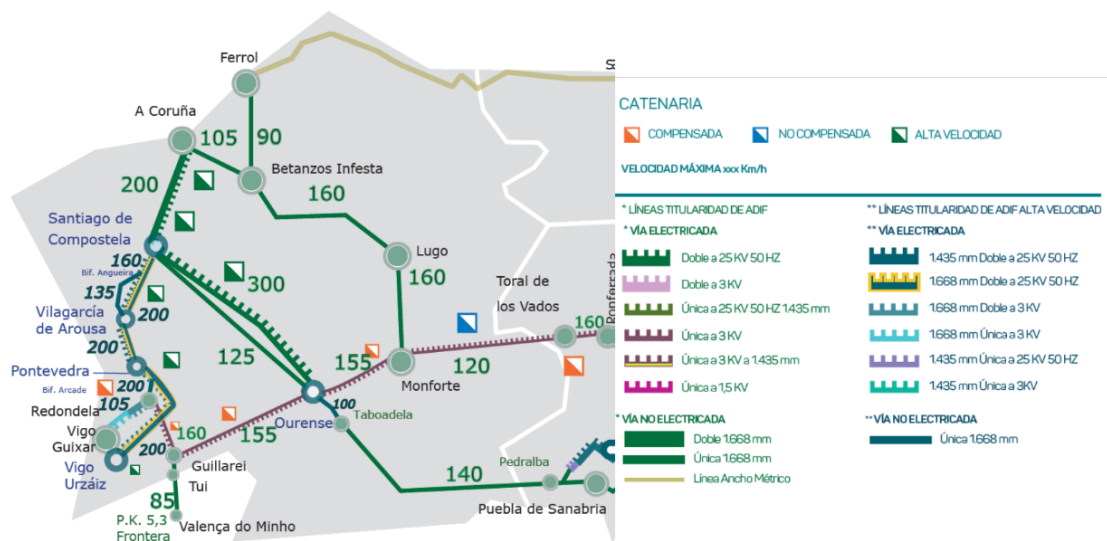 Ferrol
A Coruña
105
90
Betanzos Infesta
200
160
Santiago de
Compostela
Lugo
160
Bif. Angueira
135
300
160
Toral de
los Vados
Ponferrada
200
Vilagarcía
de Arousa
160
200
125
155
120
Pontevedra
Monforte
200
Bif. Arcade
105
100
Redondela
Taboadela
Ourense
160
155
Vigo
Guixar
200
Guillarei
Pedralba
Vigo
Urzáiz
140
Tui
85
Puebla de Sanabria
P.K. 5,3
Frontera
Valença do Minho
CATENARIA
COMPENSADA
NO COMPENSADA
ALTA VELOCIDAD
VELOCIDAD MÁXIMA xxx Km/h
* LÍNEAS TITULARIDAD DE ADIF
* VÍA ELECTRICADA
Doble a 25 KV 50 HZ
Doble a 3 KV
Única a 25 KV 50 HZ 1.435 mm
Única a 3 KV
Única a 3 KV a 1.435 mm
Única a 1,5 KV
* VÍA NO ELECTRICADA
Doble 1.668 mm
Única 1.668 mm
Línea Ancho Métrico
** LÍNEAS TITULARIDAD DE ADIF ALTA VELOCIDAD
** VÍA ELECTRICADA
1.435 mm Doble a 25 KV 50 HZ
1.668 mm Doble a 25 KV 50 HZ
1.668 mm Doble a 3 KV
1.668 mm Única a 3 KV
1.435 mm Única a 25 KV 50 HZ
1.435 mm Única a 3KV
** VÍA NO ELECTRICADA
Única 1.668 mm